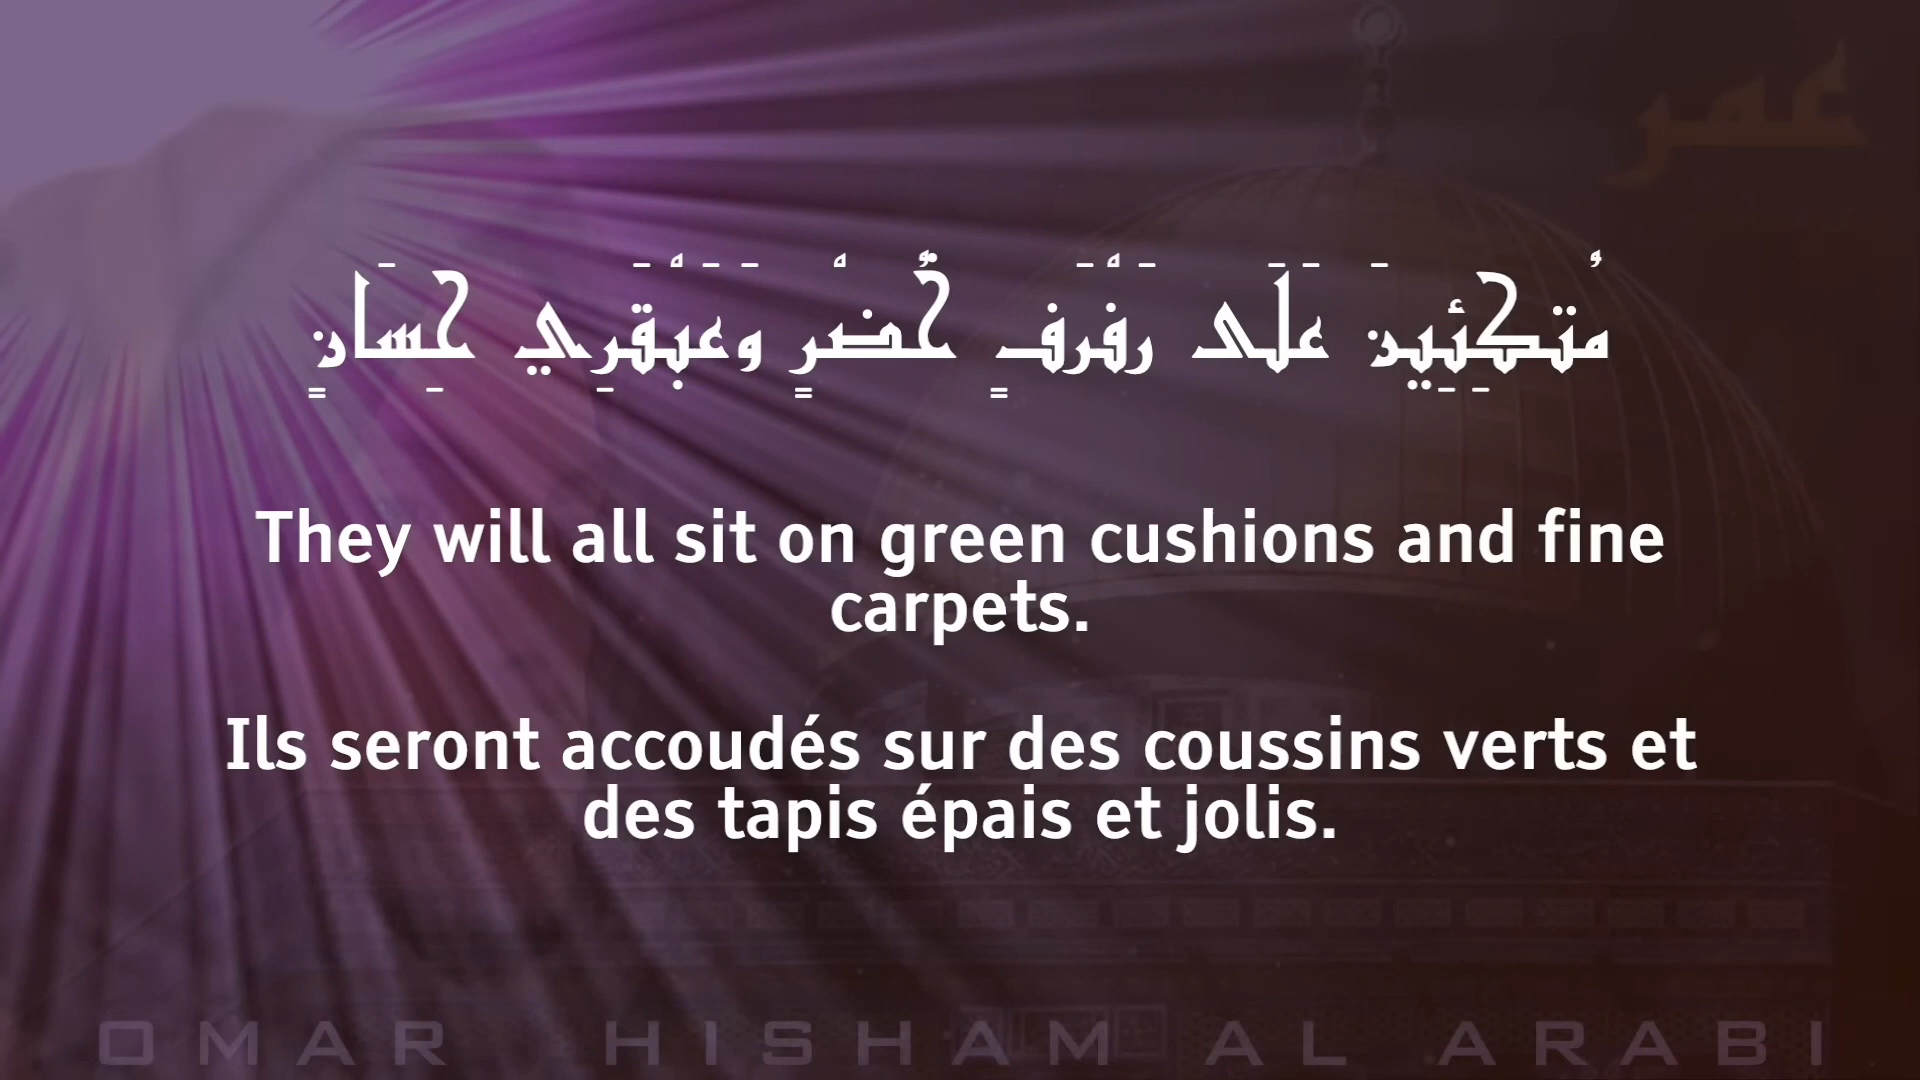 عمر
مُتكِئِينَ عَلَى رَفْرَفٍ خُضْرٍ وَعَبْقَرِي حِسَانٍ
They will all sit on green cushions and fine
carpets.
Ils seront accoudés sur des coussins verts et
des tapis épais et jolis.
OMAR HISHAM AL ARABI